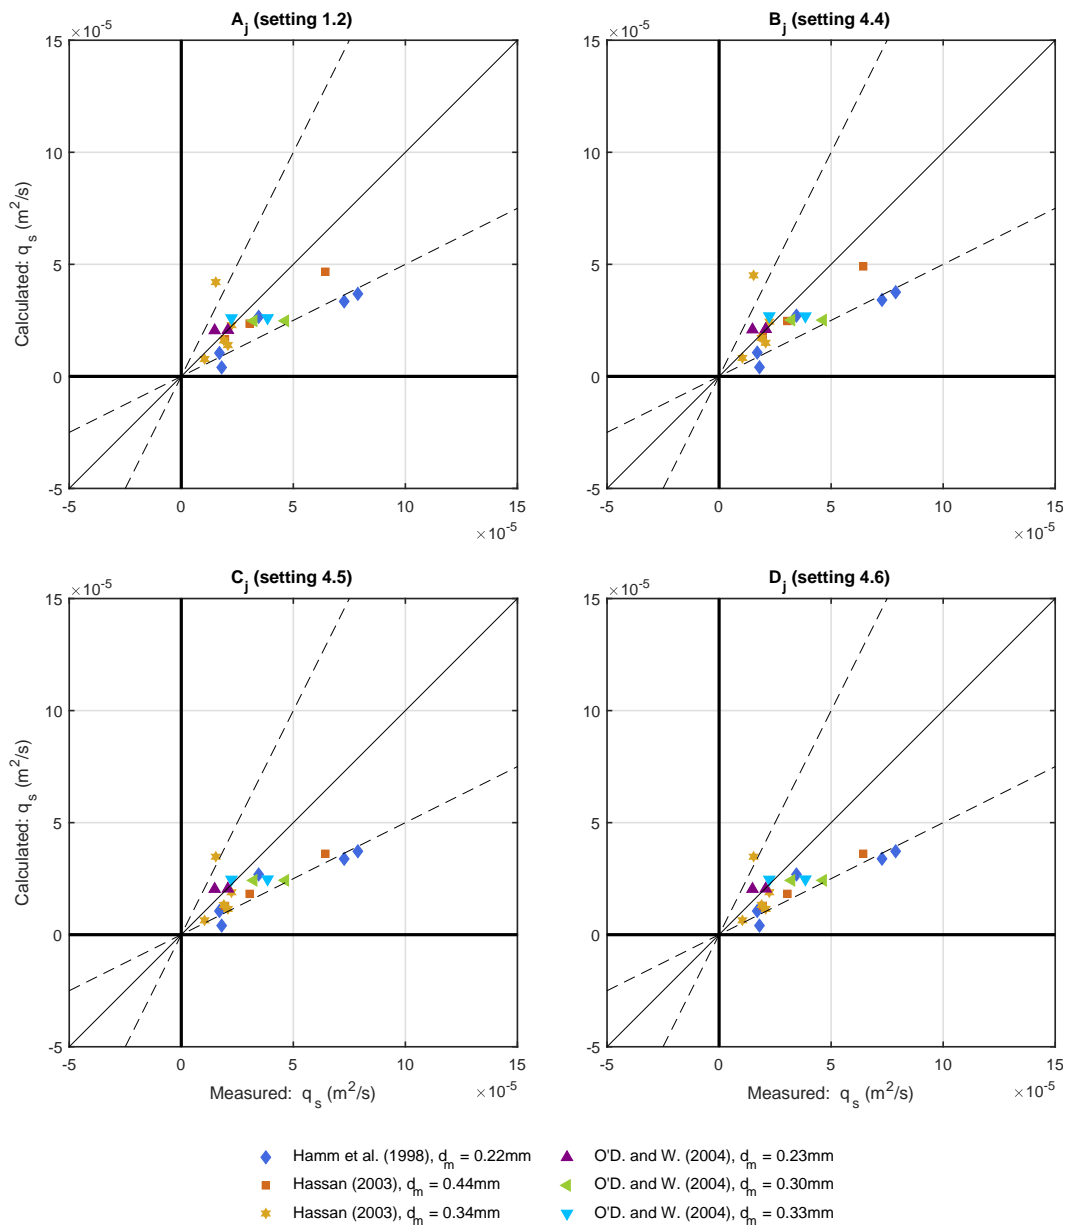 A_j (setting 1.2)
×10^-5
15
10
5
0
-5
Calculated: q_s (m^2/s)
-5 0 5 10 15
×10^-5
B_j (setting 4.4)
×10^-5
15
10
5
0
-5
-5 0 5 10 15
×10^-5
C_j (setting 4.5)
×10^-5
15
10
5
0
-5
Calculated: q_s (m^2/s)
-5 0 5 10 15
×10^-5
Measured: q_s (m^2/s)
D_j (setting 4.6)
×10^-5
15
10
5
0
-5
-5 0 5 10 15
×10^-5
Measured: q_s (m^2/s)
Hamm et al. (1998), d_m = 0.22mm
Hassan (2003), d_m = 0.44mm
Hassan (2003), d_m = 0.34mm
O'D. and W. (2004), d_m = 0.23mm
O'D. and W. (2004), d_m = 0.30mm
O'D. and W. (2004), d_m = 0.33mm